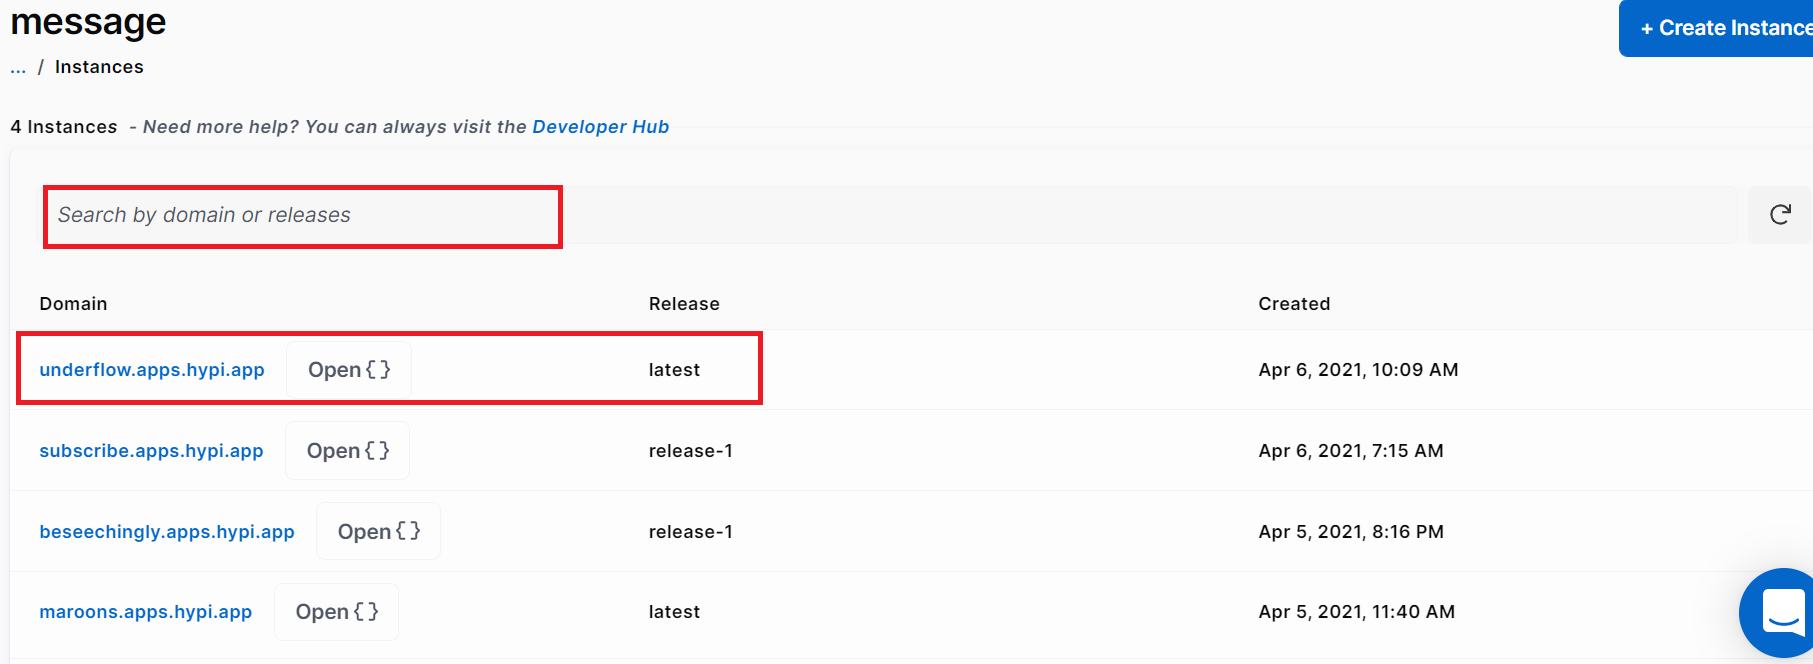 message
+ Create Instance
... / Instances
4 Instances - Need more help? You can always visit the Developer Hub
Search by domain or releases
Domain Release Created
underflow.apps.hypi.app Open{} latest Apr 6, 2021, 10:09 AM
subscribe.apps.hypi.app Open{} release-1 Apr 6, 2021, 7:15 AM
beseechingly.apps.hypi.app Open{} release-1 Apr 5, 2021, 8:16 PM
maroons.apps.hypi.app Open{} latest Apr 5, 2021, 11:40 AM